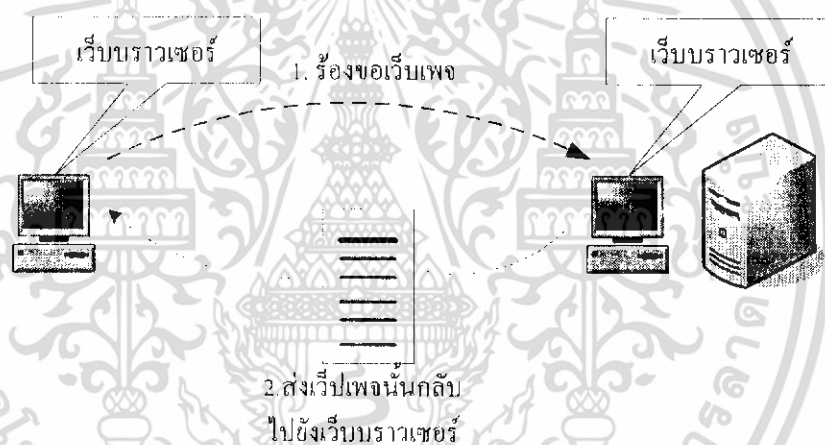 เว็บบราวเซอร์
เว็บบราวเซอร์
1. ร้องขอเว็บเพจ
2.ส่งเว็ปเพจนั้นกลับ
ไปยังเว็บบราวเซอร์